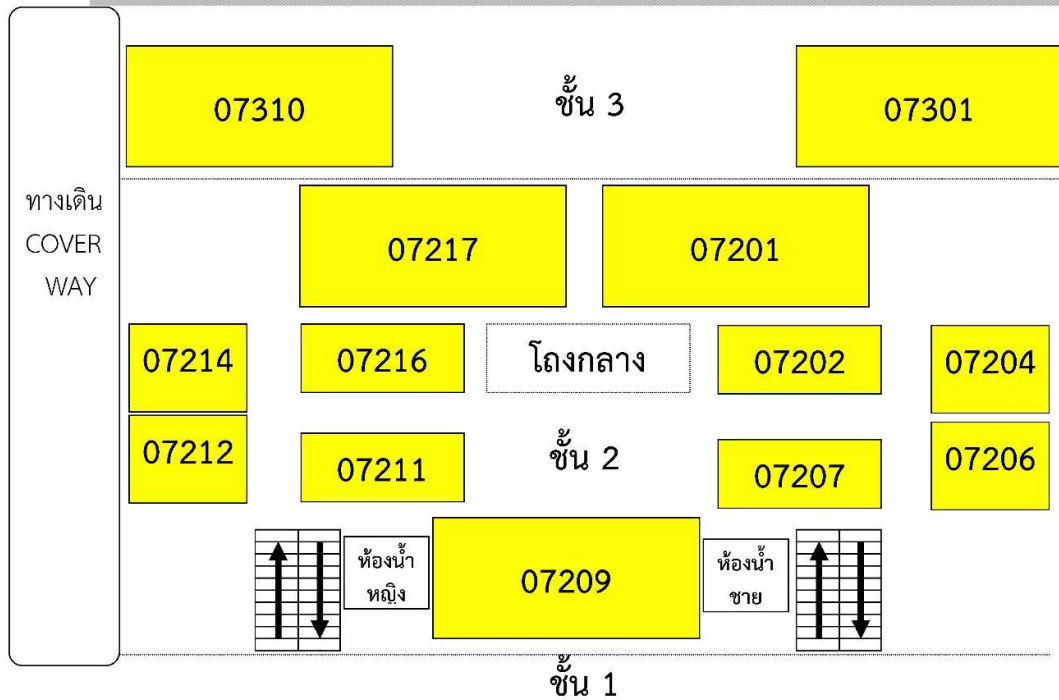 07310
ชั้น 3
07301
ทางเดิน
COVER
WAY
07217
07201
07214
07216
โถงกลาง
07202
07204
07212
07211
ชั้น 2
07207
07206
ห้องน้ำ
หญิง
07209
ห้องน้ำ
ชาย
ชั้น 1